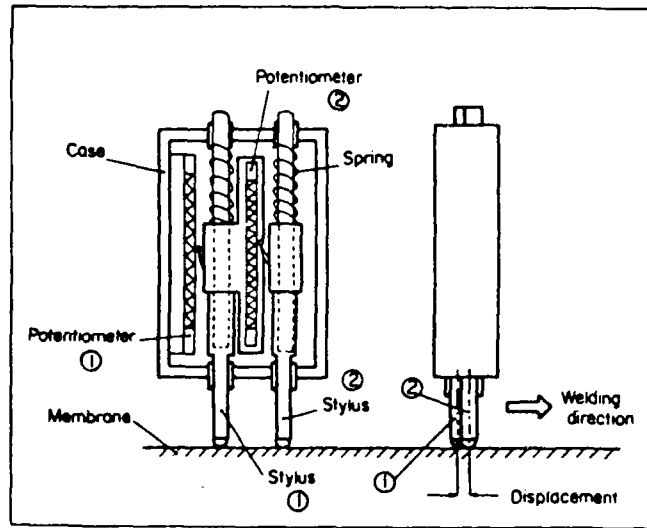 Potentiometer
②
Case
Spring
Potentiometer
①
②
Stylus
Membrane
Stylus
①
②
Welding
direction
①
Displacement